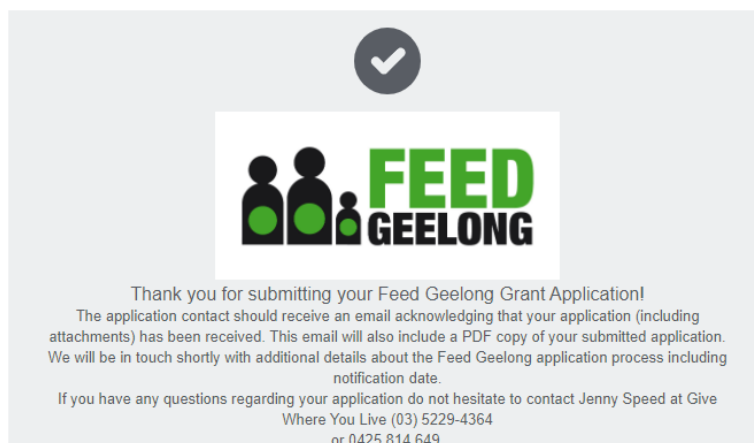 FEED
GEELONG
Thank you for submitting your Feed Geelong Grant Application!
The application contact should receive an email acknowledging that your application (including
attachments) has been received. This email will also include a PDF copy of your submitted application.
We will be in touch shortly with additional details about the Feed Geelong application process including
notification date.
If you have any questions regarding your application do not hesitate to contact Jenny Speed at Give
Where You Live (03) 5229-4364
or 0425 814 649